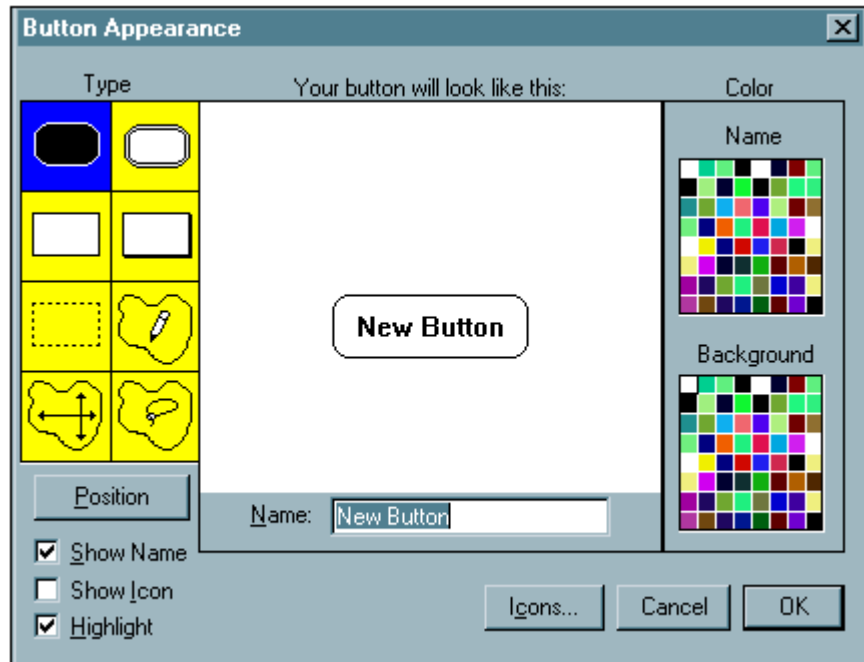 Button Appearance
Type
Your button will look like this:
Color
Name
New Button
Background
Position
Name: New Button
Show Name
Show Icon
Highlight
Icons...
Cancel
OK